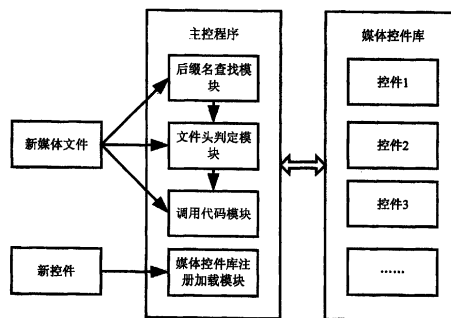 主控程序
后缀名查找模
块
文件头判定模
块
调用代码模块
媒体控件库注
册加载模块
新媒体文件
新控件
媒体控件库
控件1
控件2
控件3
……